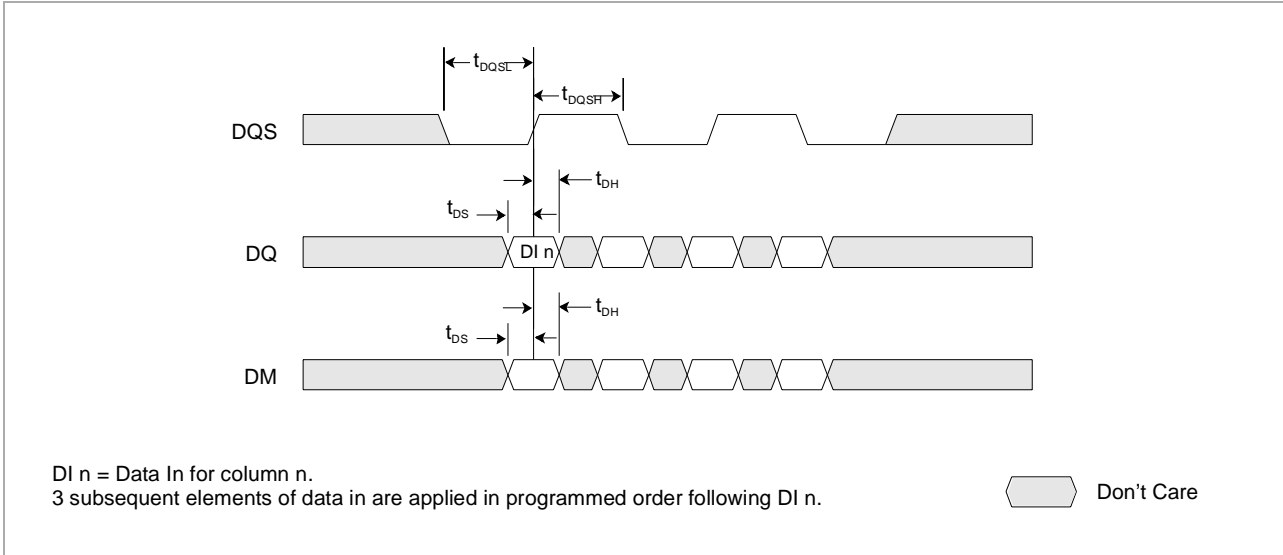 tDQSL
tDQSH
DQS
tDH
tDS
DQ
DI n
tDH
tDS
DM
DI n = Data In for column n.
3 subsequent elements of data in are applied in programmed order following DI n.
Don't Care